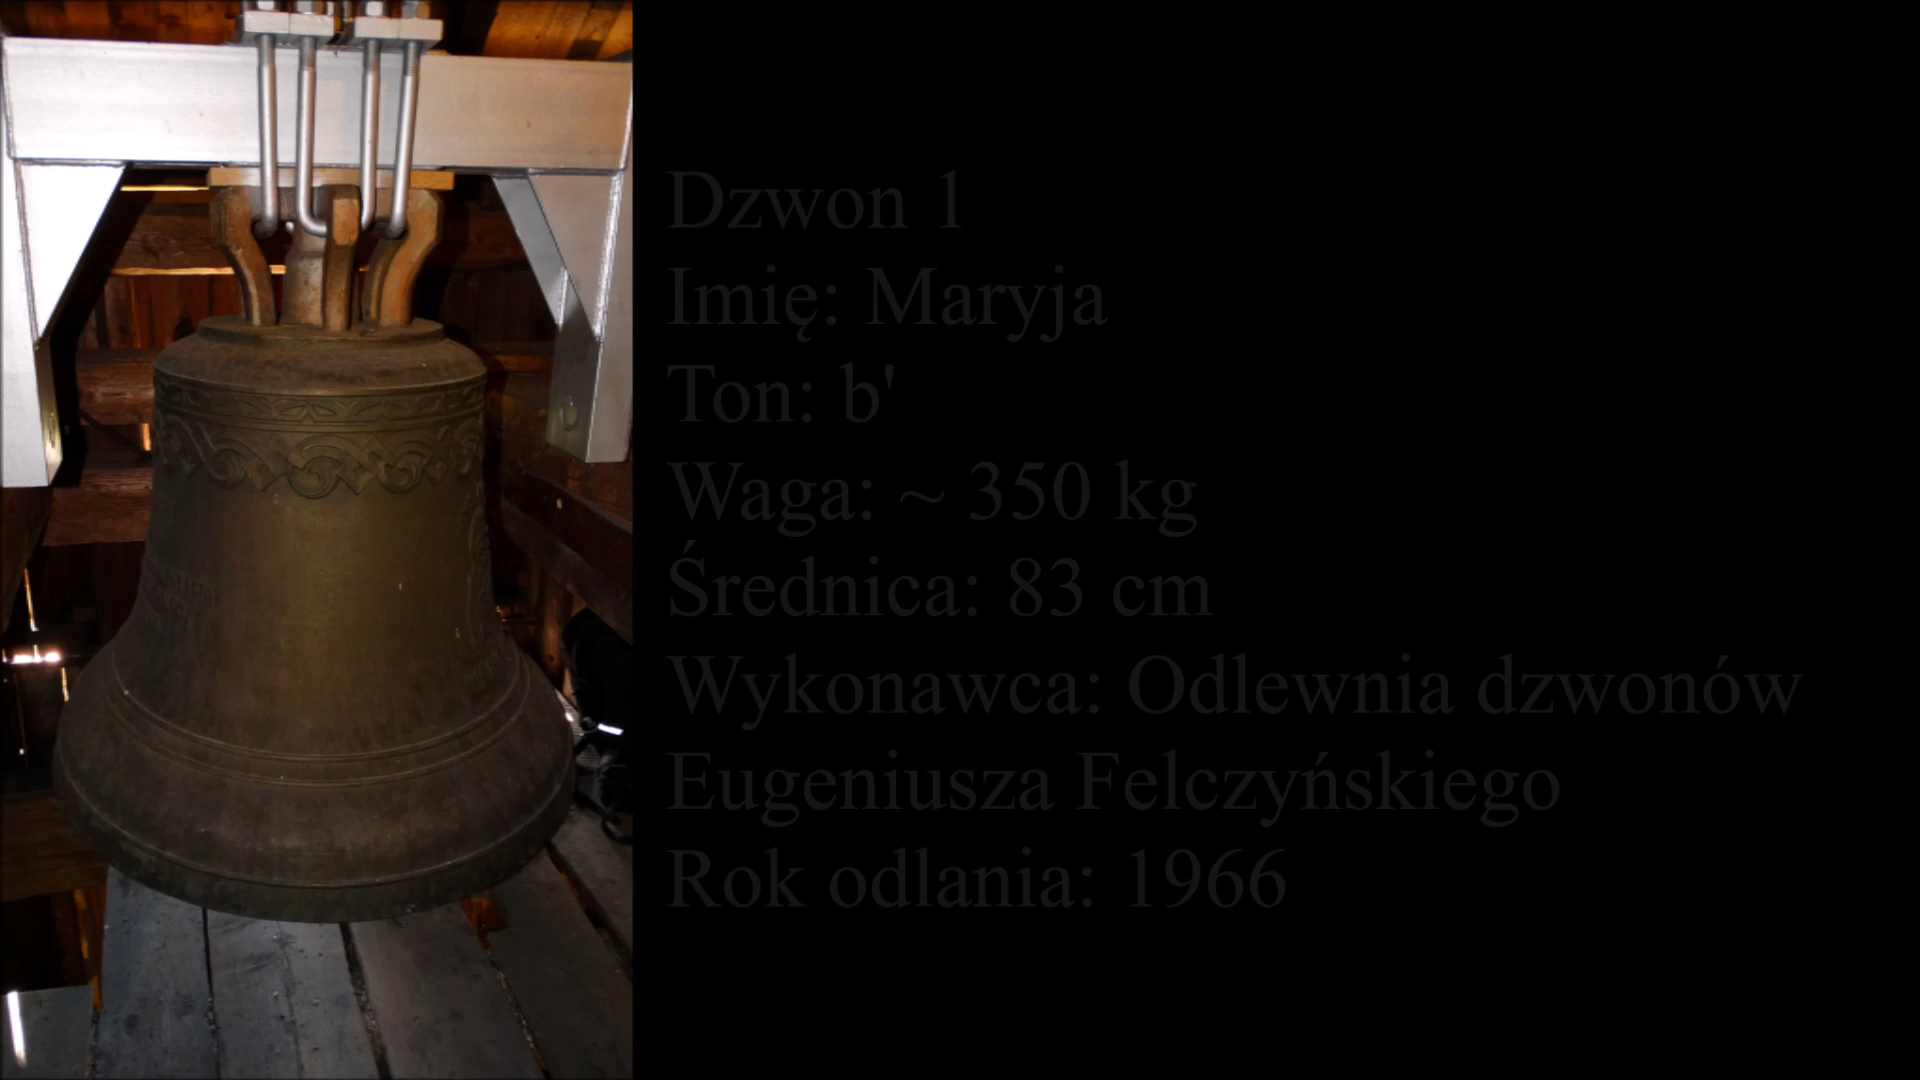 Dzwon 1
Imię: Maryja
Ton: b'
Waga: ~ 350 kg
Średnica: 83 cm
Wykonawca: Odlewnia dzwonów
Eugeniusza Felczyńskiego
Rok odlania: 1966